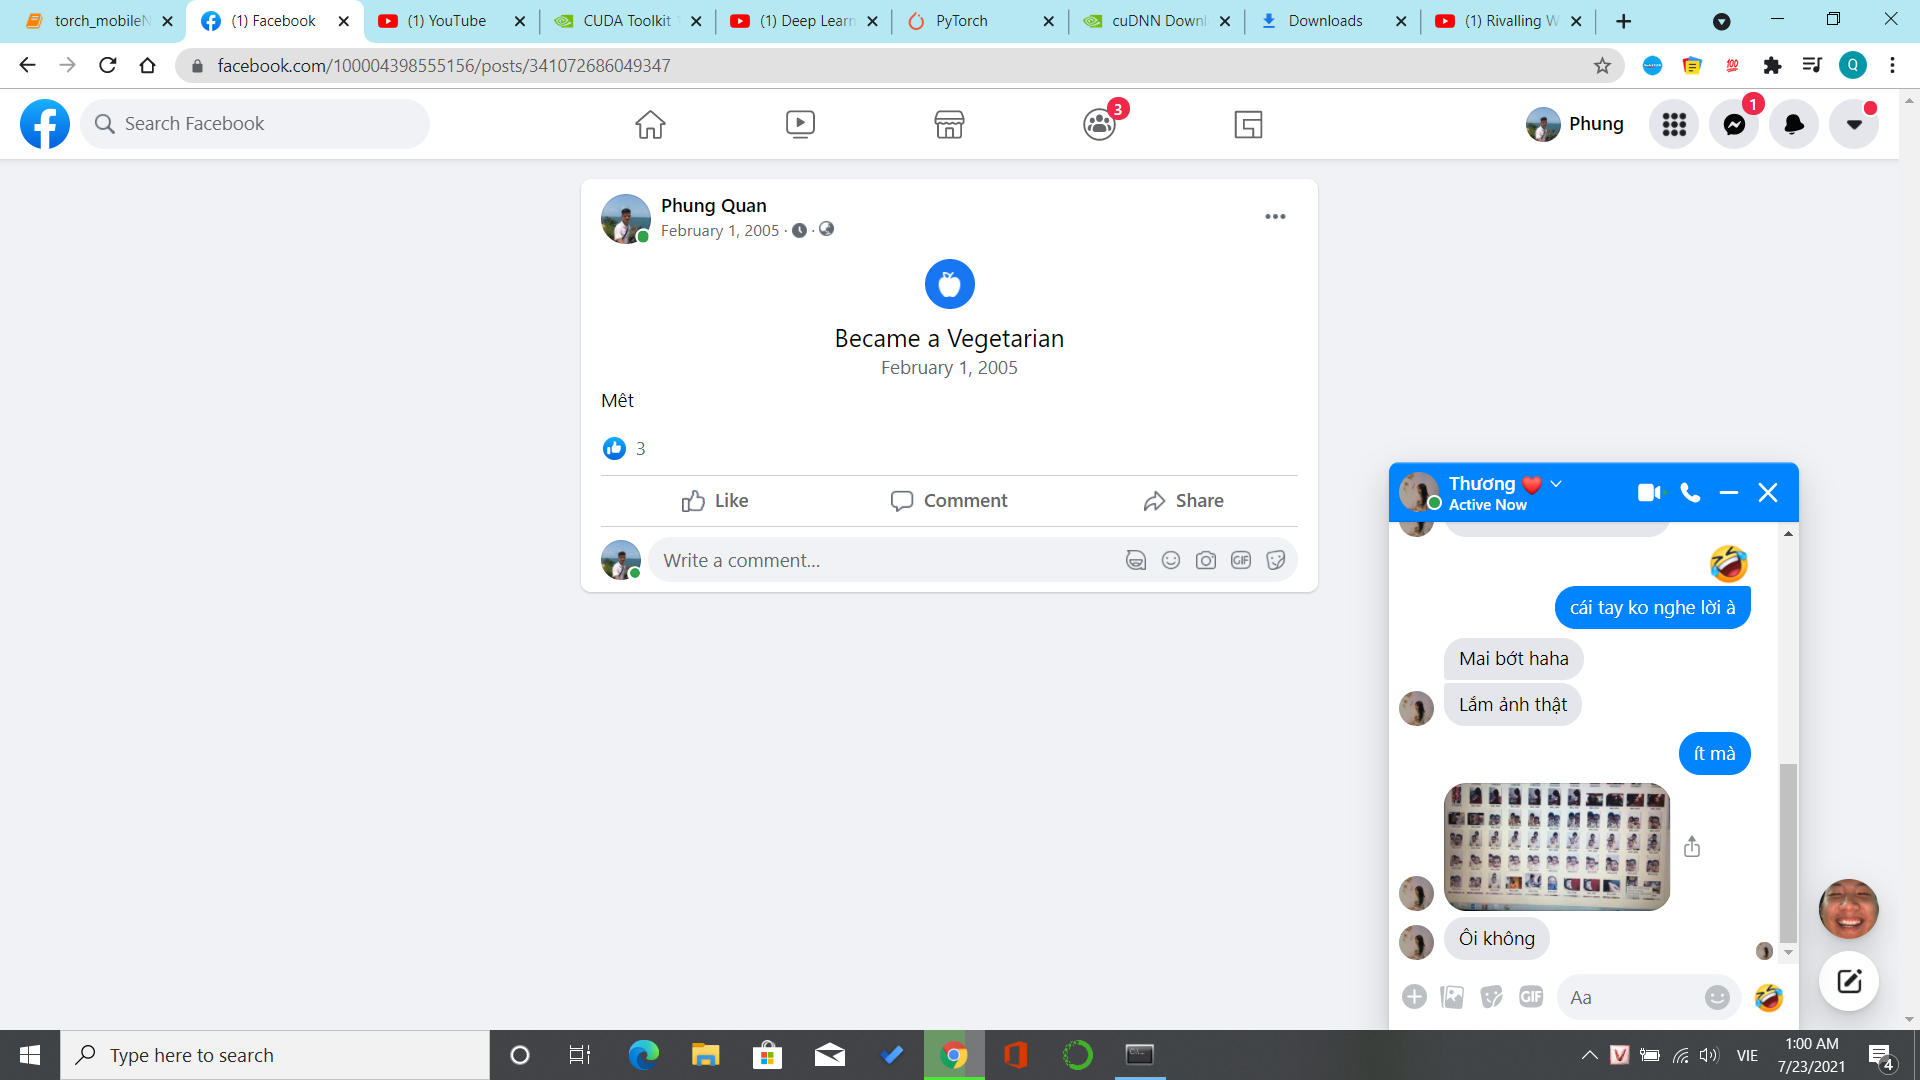 torch_mobileN
(1) Facebook
(1) YouTube
CUDA Toolkit
(1) Deep Learn
PyTorch
cuDNN Downl
Downloads
(1) Rivalling W
facebook.com/100004398555156/posts/341072686049347
Q
Search Facebook
3
Phung
1
Phung Quan
February 1, 2005
Became a Vegetarian
February 1, 2005
Mêt
3
Like
Comment
Share
Write a comment...
GIF
Thương
Active Now
cái tay ko nghe lời à
Mai bớt haha
Lắm ảnh thật
ít mà
Ôi không
GIF
Aa
Type here to search
VIE
1:00 AM
7/23/2021
4